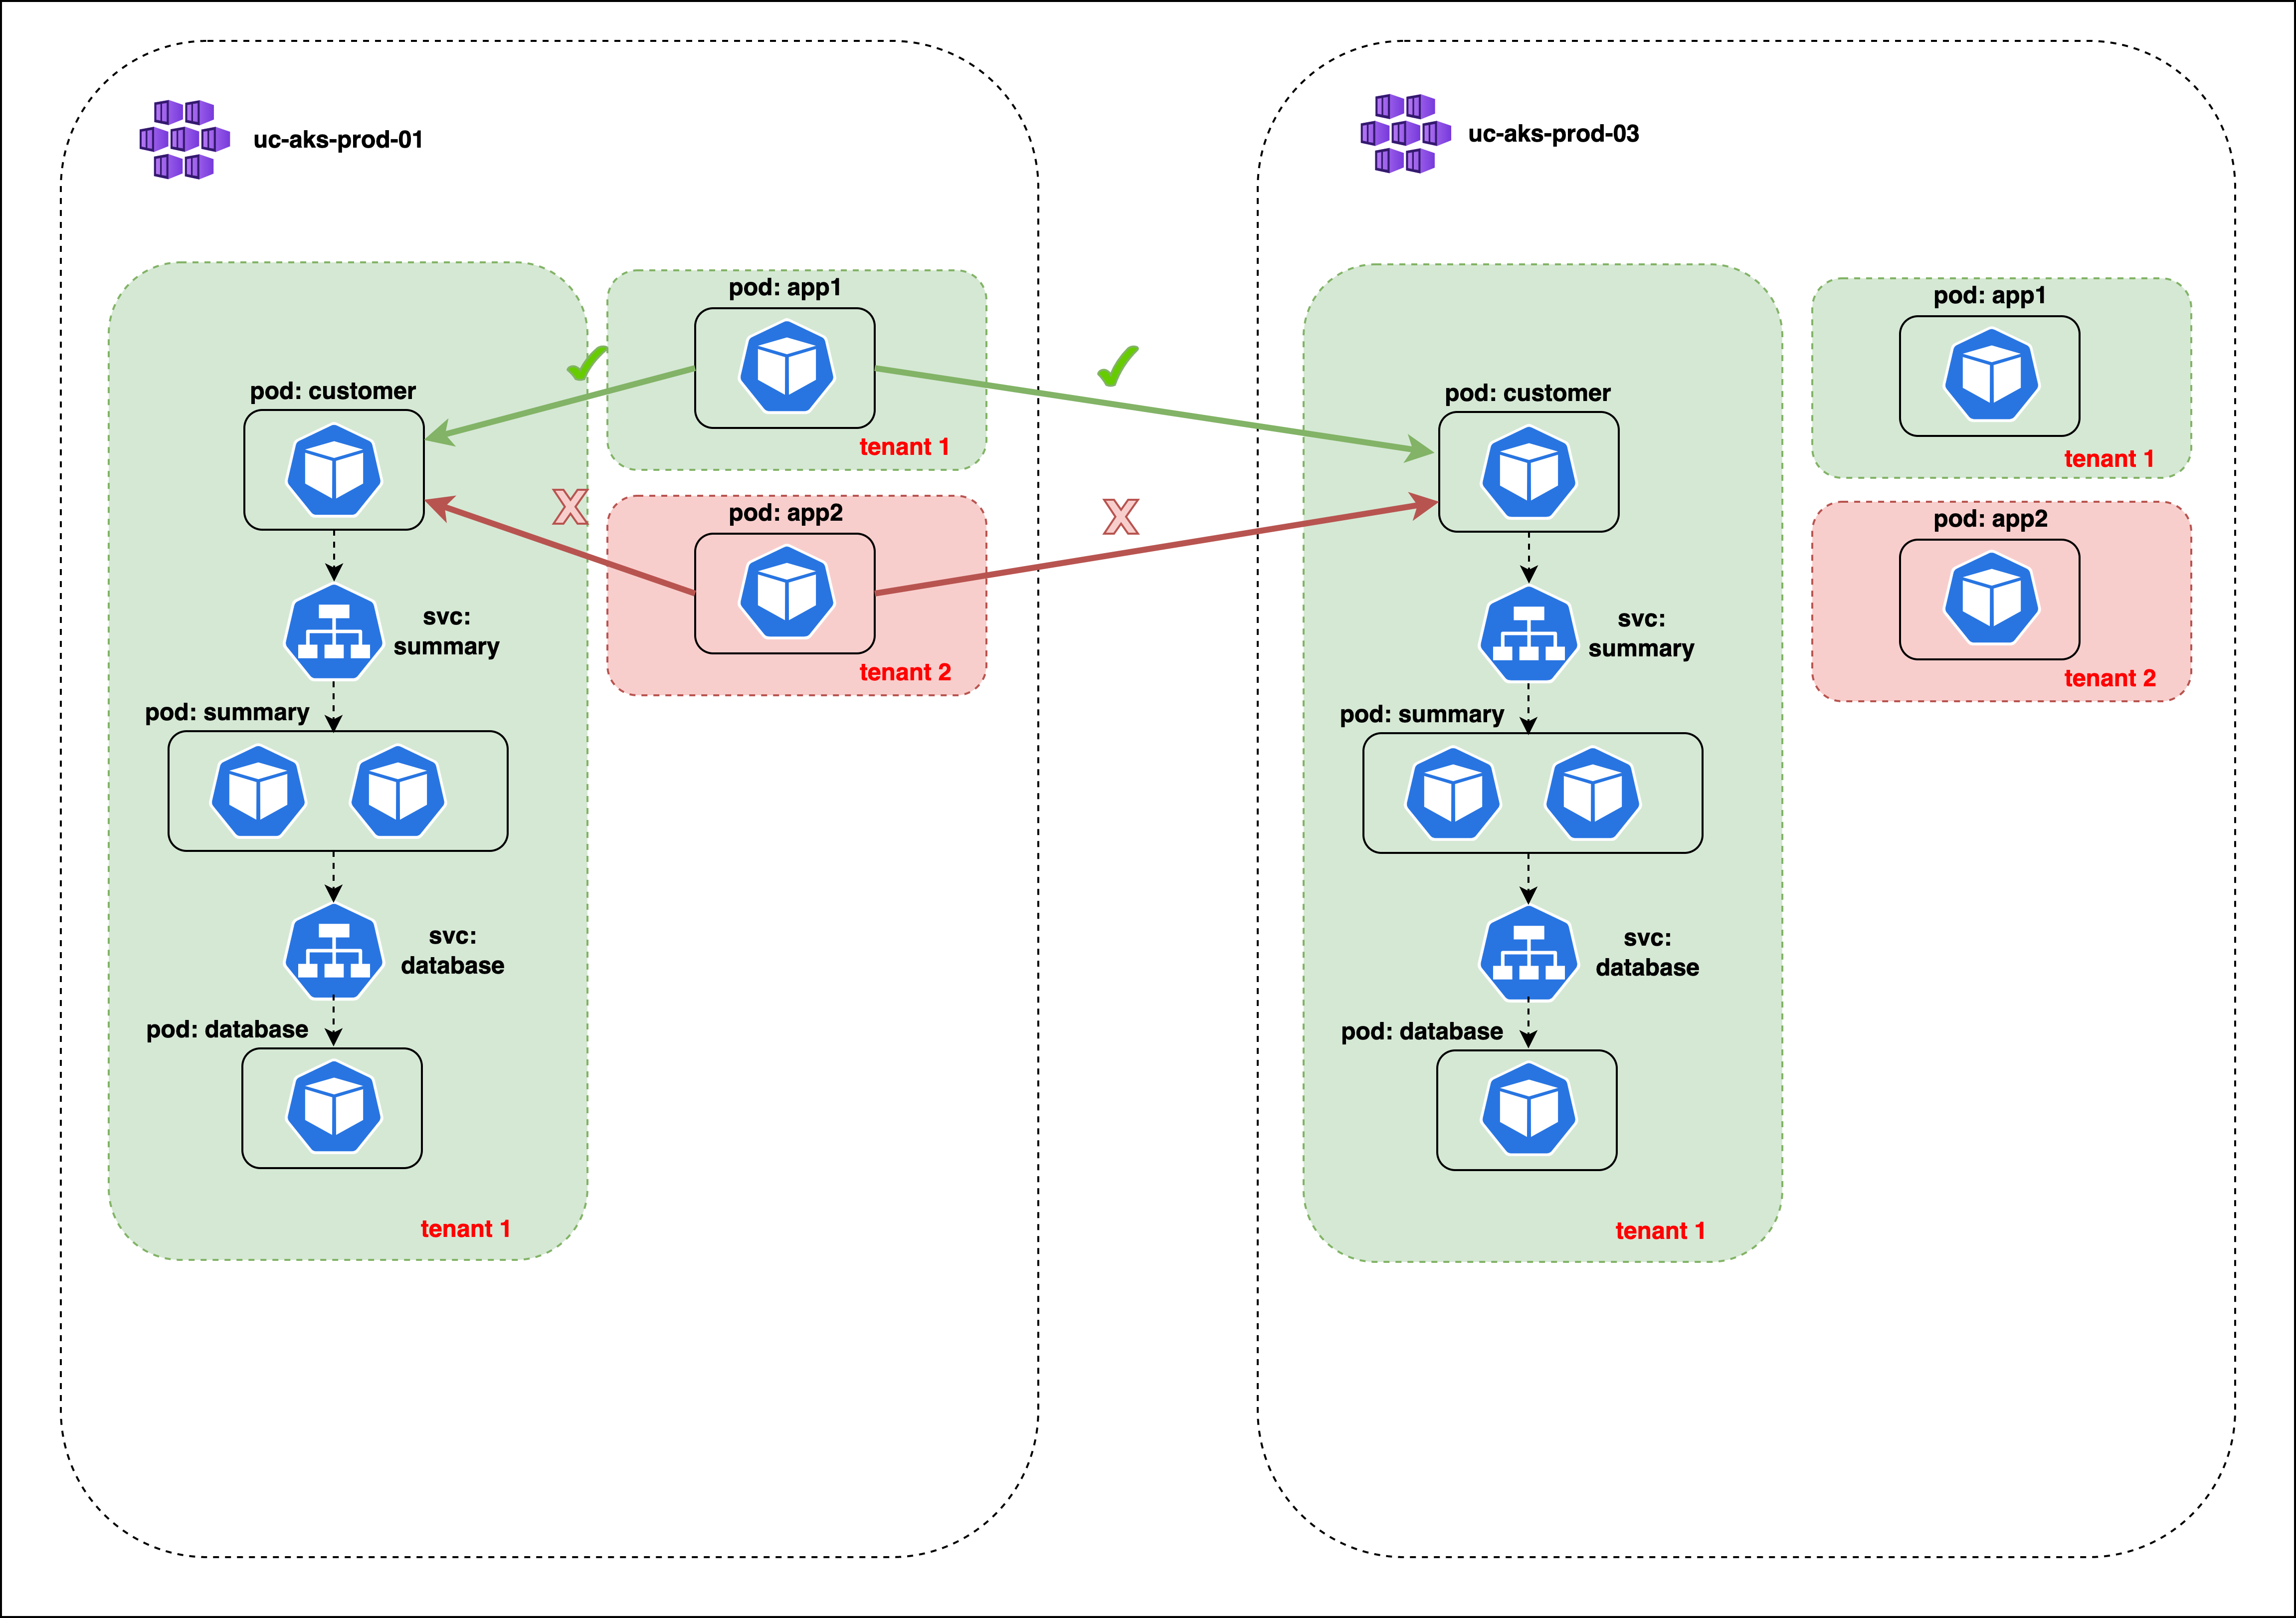 uc-aks-prod-01
pod: app1
pod: customer
tenant 1
pod: app2
svc:
summary
tenant 2
pod: summary
svc:
database
pod: database
tenant 1
X
X
uc-aks-prod-03
pod: app1
pod: customer
tenant 1
pod: app2
svc:
summary
tenant 2
pod: summary
svc:
database
pod: database
tenant 1